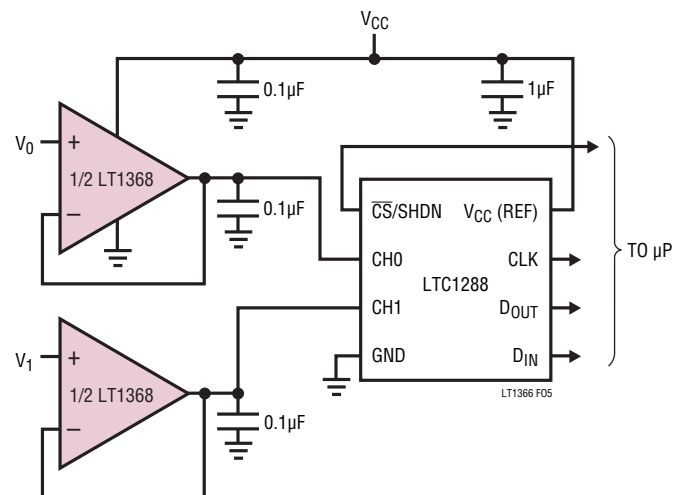 VCC
0.1µF
1µF
V0
+
1/2 LT1368
−
0.1µF
CS/SHDN
VCC (REF)
CH0
CLK
LTC1288
CH1
DOUT
GND
DIN
TO µP
LT1366 F05
V1
+
1/2 LT1368
−
0.1µF